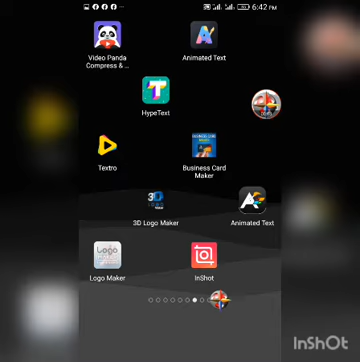 6:42 PM
Video Panda
Compress & ...
Animated Text
HypeText
Textro
Business Card
Maker
3D Logo Maker
Animated Text
Logo Maker
InShot
InShOt